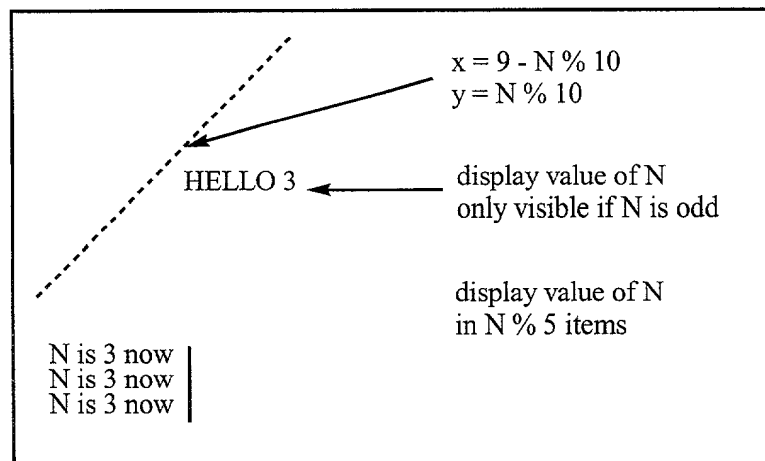 x = 9 - N % 10
y = N % 10
HELLO 3
display value of N
only visible if N is odd
display value of N
in N % 5 items
N is 3 now
N is 3 now
N is 3 now